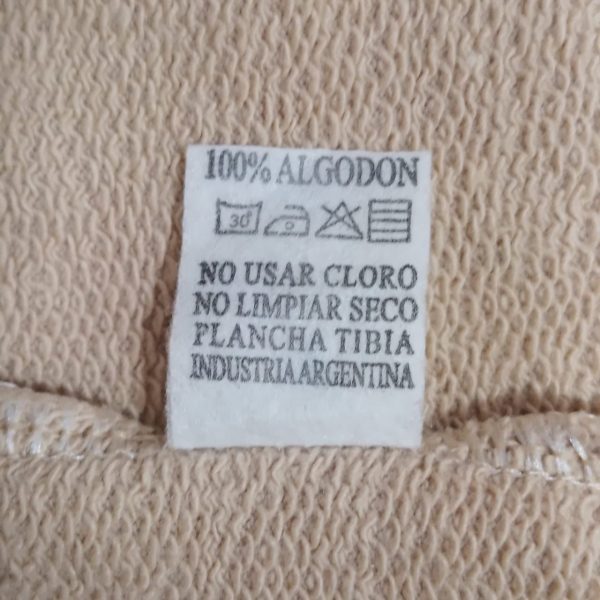 100% ALGODON
30°
NO USAR CLORO
NO LIMPIAR SECO
PLANCHA TIBIA
INDUSTRIA ARGENTINA